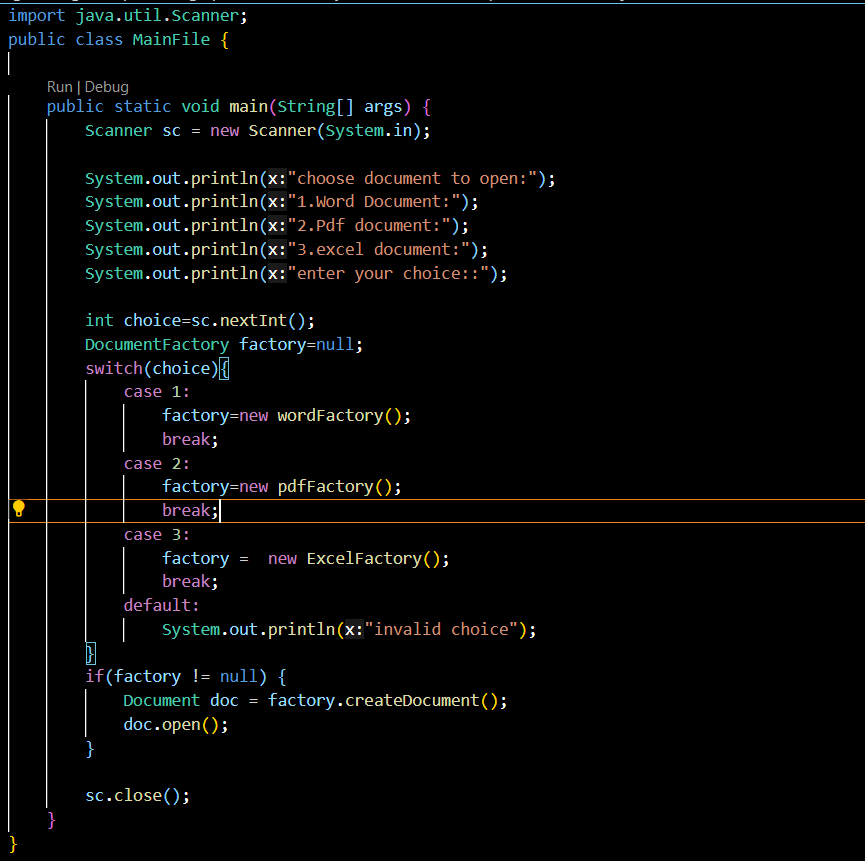 import java.util.Scanner;
public class MainFile {
Run | Debug
public static void main(String[] args) {
Scanner sc = new Scanner(System.in);
System.out.println(x:"choose document to open:");
System.out.println(x:"1.Word Document:");
System.out.println(x:"2.Pdf document:");
System.out.println(x:"3.excel document:");
System.out.println(x:"enter your choice::");
int choice=sc.nextInt();
DocumentFactory factory=null;
switch(choice){
case 1:
factory=new wordFactory();
break;
case 2:
factory=new pdfFactory();
break;
case 3:
factory =  new ExcelFactory();
break;
default:
System.out.println(x:"invalid choice");
}
if(factory != null) {
Document doc = factory.createDocument();
doc.open();
}
sc.close();
}
}